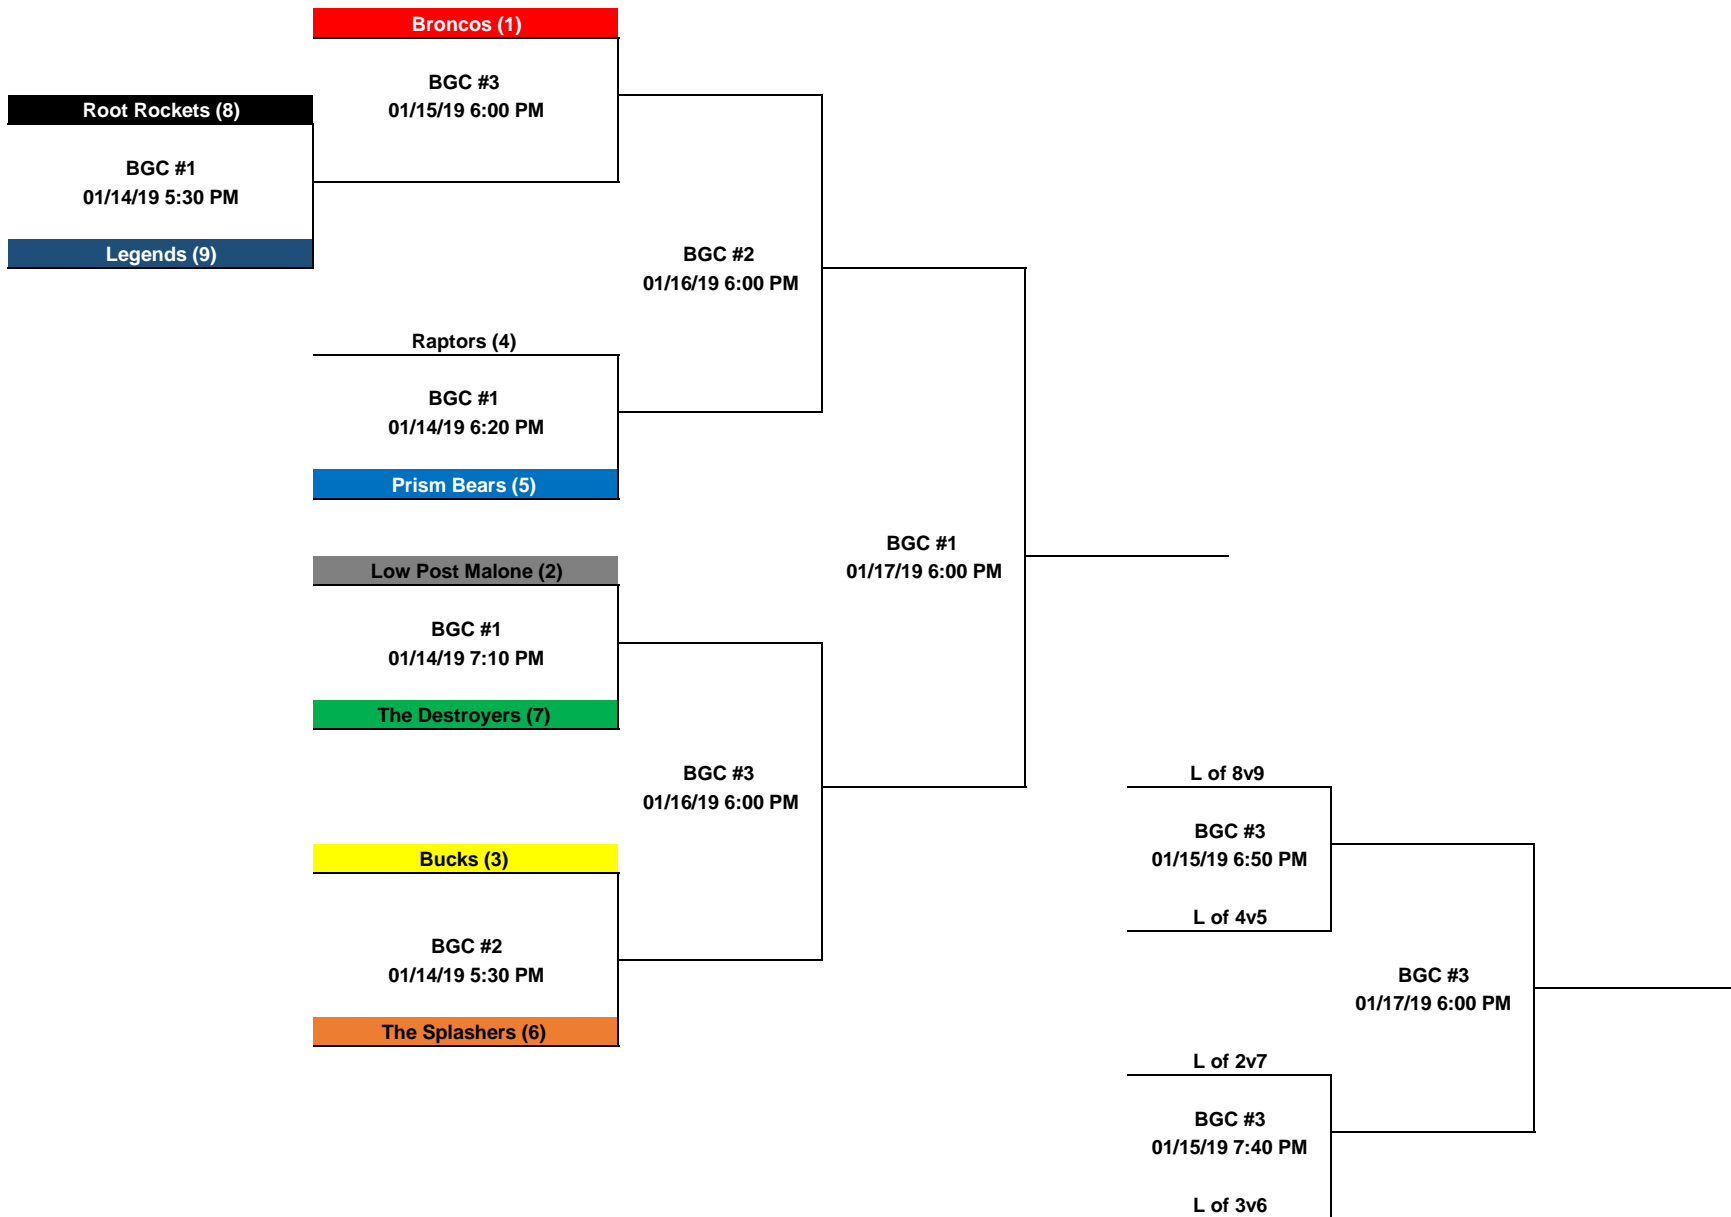 Broncos (1)
BGC #3
01/15/19 6:00 PM
Root Rockets (8)
BGC #1
01/14/19 5:30 PM
Legends (9)
BGC #2
01/16/19 6:00 PM
Raptors (4)
BGC #1
01/14/19 6:20 PM
Prism Bears (5)
BGC #1
01/17/19 6:00 PM
Low Post Malone (2)
BGC #1
01/14/19 7:10 PM
The Destroyers (7)
BGC #3
01/16/19 6:00 PM
Bucks (3)
BGC #2
01/14/19 5:30 PM
The Splashers (6)
L of 8v9
BGC #3
01/15/19 6:50 PM
L of 4v5
BGC #3
01/17/19 6:00 PM
L of 2v7
BGC #3
01/15/19 7:40 PM
L of 3v6